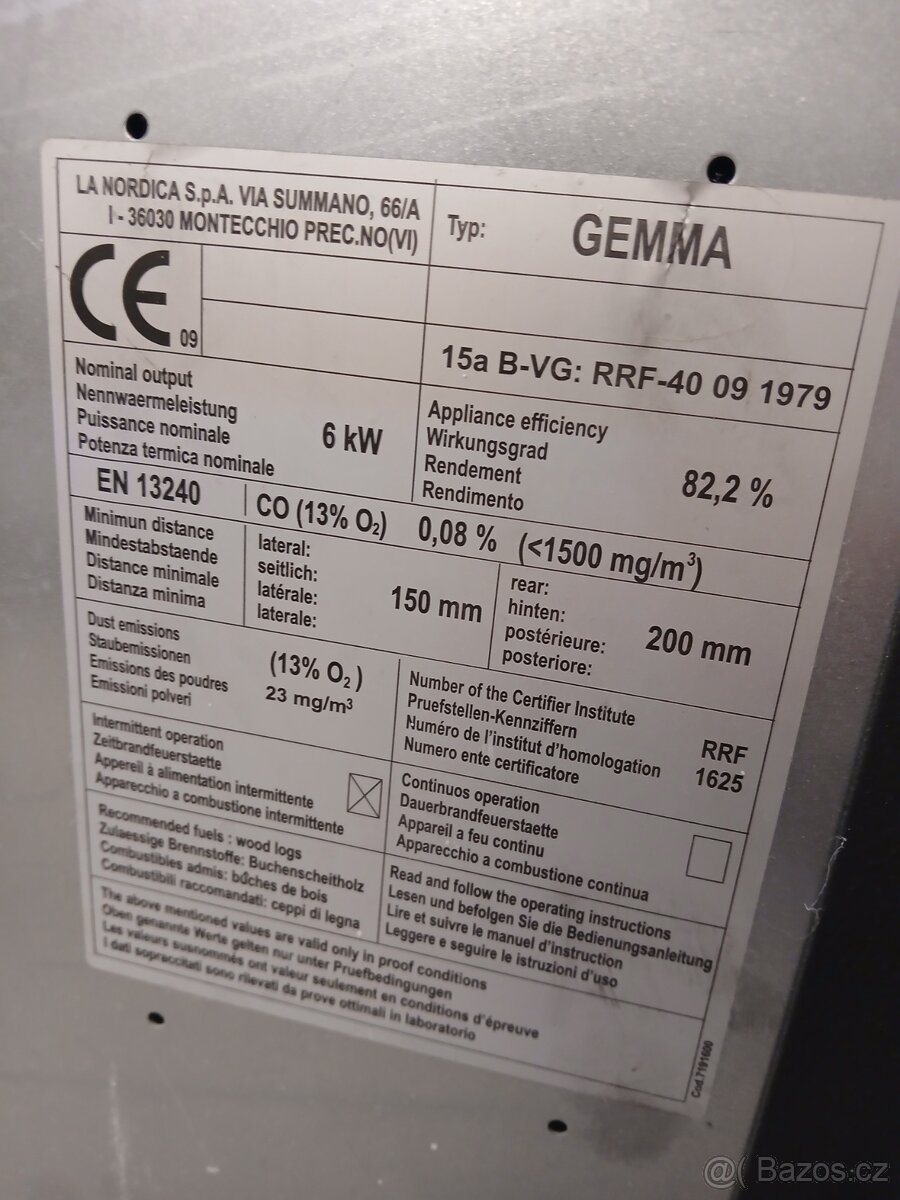 LA NORDICA S.p.A. VIA SUMMANO, 66/A
I - 36030 MONTECCHIO PREC.NO(VI)
Typ: GEMMA
CE 09
15a B-VG: RRF-40 09 1979
Nominal output
Nennwaermeleistung
Puissance nominale
Potenza termica nominale
6 kW
Appliance efficiency
Wirkungsgrad
Rendement
Rendimento
82,2 %
EN 13240
CO (13% O₂) 0,08 % (<1500 mg/m³)
Minimun distance
Mindestabstaende
Distance minimale
Distanza minima
lateral:
seitlich:
latérale:
laterale:
150 mm
rear:
hinten:
postérieure:
posteriore:
200 mm
Dust emissions
Staubemissionen
Emissions des poudres
Emissioni polveri
(13% O₂ )
23 mg/m³
Number of the Certifier Institute
Pruefstellen-Kennziffern
Numéro de l'institut d'homologation
Numero ente certificatore
RRF
1625
Intermittent operation
Zeitbrandfeuerstaette
Appareil à alimentation intermittente
Apparecchio a combustione intermittente
Continuos operation
Dauerbrandfeuerstaette
Appareil a feu continu
Apparecchio a combustione continua
Recommended fuels : wood logs
Zulaessige Brennstoffe: Buchenscheitholz
Combustibles admis: bûches de bois
Combustibili raccomandati: ceppi di legna
Read and follow the operating instructions
Lesen und befolgen Sie die Bedienungsanleitung
Lire et suivre le manuel d'instruction
Leggere e seguire le istruzioni d'uso
The above mentioned values are valid only in proof conditions
Oben genannte Werte gelten nur unter Pruefbedingungen
Les valeurs susnommés ont valeur seulement en conditions d'épreuve
I dati sopraccitati sono rilevati da prove ottimali in laboratorio
Cod.7191600
@( Bazos.cz